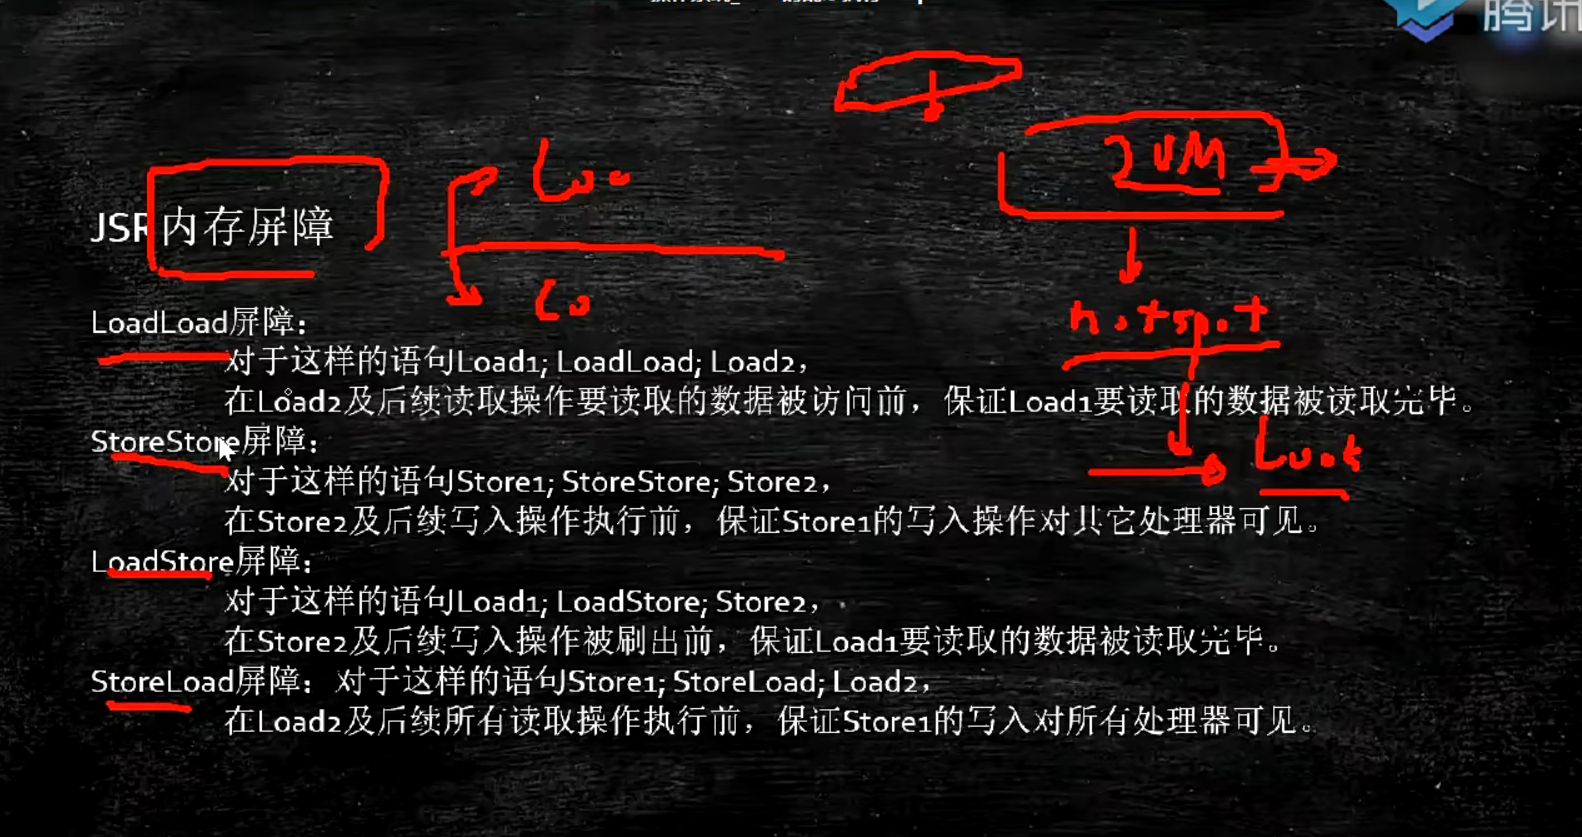 腾讯
JVM
Loo
JSR内存屏障
Lo
hotspot
LoadLoad屏障：
对于这样的语句Load1; LoadLoad; Load2，
在Load2及后续读取操作要读取的数据被访问前，保证Load1要读取的数据被读取完毕。
StoreStore屏障：
Lock
对于这样的语句Store1; StoreStore; Store2，
在Store2及后续写入操作执行前，保证Store1的写入操作对其它处理器可见。
LoadStore屏障：
对于这样的语句Load1; LoadStore; Store2，
在Store2及后续写入操作被刷出前，保证Load1要读取的数据被读取完毕。
StoreLoad屏障：对于这样的语句Store1; StoreLoad; Load2，
在Load2及后续所有读取操作执行前，保证Store1的写入对所有处理器可见。